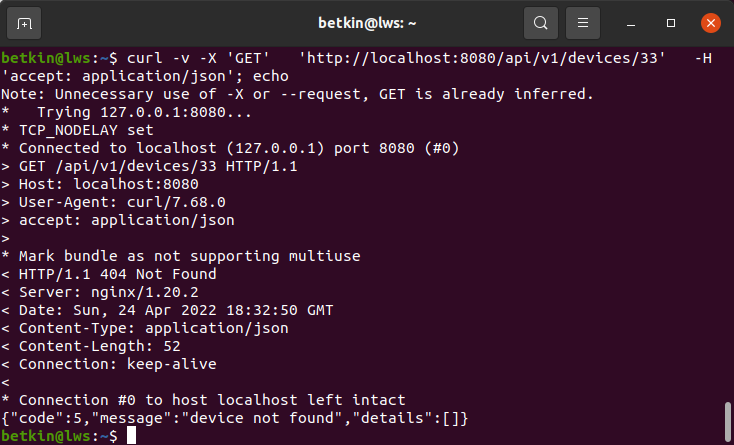 betkin@lws: ~
betkin@lws:~$ curl -v -X 'GET'   'http://localhost:8080/api/v1/devices/33'   -H
'accept: application/json'; echo
Note: Unnecessary use of -X or --request, GET is already inferred.
*   Trying 127.0.0.1:8080...
* TCP_NODELAY set
* Connected to localhost (127.0.0.1) port 8080 (#0)
> GET /api/v1/devices/33 HTTP/1.1
> Host: localhost:8080
> User-Agent: curl/7.68.0
> accept: application/json
>
* Mark bundle as not supporting multiuse
< HTTP/1.1 404 Not Found
< Server: nginx/1.20.2
< Date: Sun, 24 Apr 2022 18:32:50 GMT
< Content-Type: application/json
< Content-Length: 52
< Connection: keep-alive
<
* Connection #0 to host localhost left intact
{"code":5,"message":"device not found","details":[]}
betkin@lws:~$